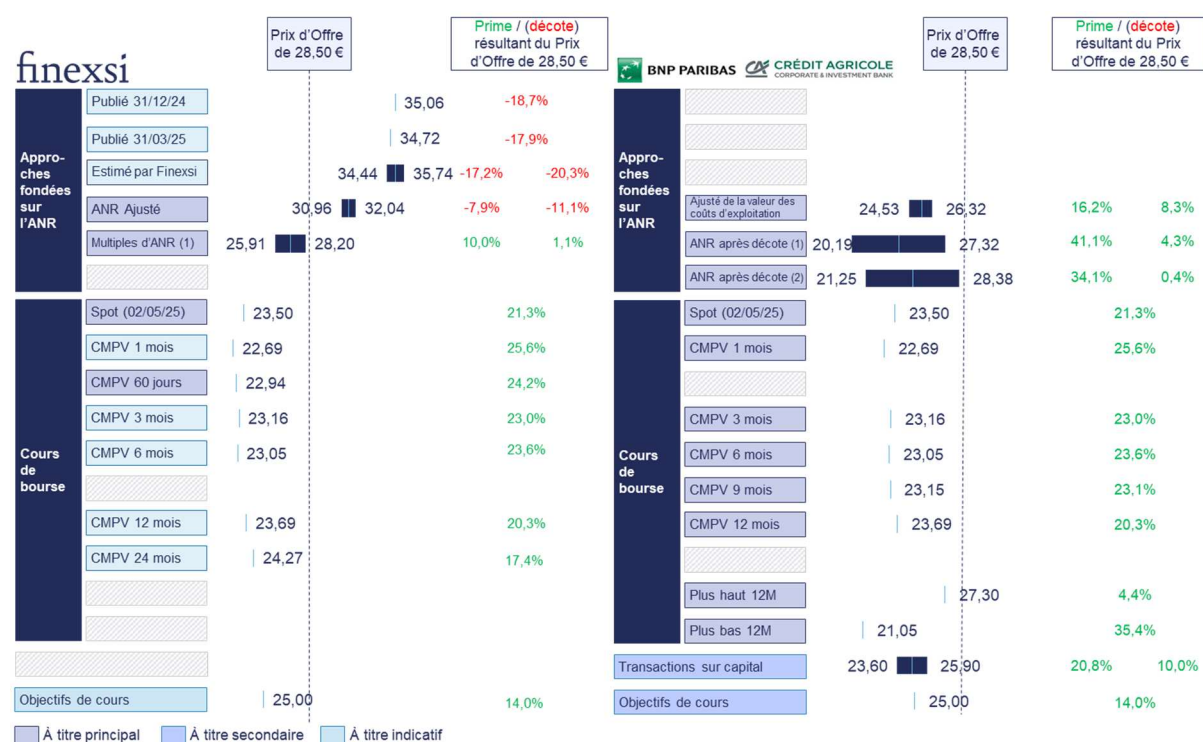 Prix d'Offre
de 28,50 €
Prime / (décote)
résultant du Prix
d'Offre de 28,50 €
finexsi
Appro-
ches
fondées
sur
l'ANR
Publié 31/12/24
35,06
-18,7%
Publié 31/03/25
34,72
-17,9%
Estimé par Finexsi
34,44
35,74
-17,2%
-20,3%
ANR Ajusté
30,96
32,04
-7,9%
-11,1%
Multiples d'ANR (1)
25,91
28,20
10,0%
1,1%
Cours
de
bourse
Spot (02/05/25)
23,50
21,3%
CMPV 1 mois
22,69
25,6%
CMPV 60 jours
22,94
24,2%
CMPV 3 mois
23,16
23,0%
CMPV 6 mois
23,05
23,6%
CMPV 12 mois
23,69
20,3%
CMPV 24 mois
24,27
17,4%
Objectifs de cours
25,00
14,0%
À titre principal
À titre secondaire
À titre indicatif
Prix d'Offre
de 28,50 €
Prime / (décote)
résultant du Prix
d'Offre de 28,50 €
BNP PARIBAS
CRÉDIT AGRICOLE
CORPORATE & INVESTMENT BANK
Appro-
ches
fondées
sur
l'ANR
Ajusté de la valeur des
coûts d'exploitation
24,53
26,32
16,2%
8,3%
ANR après décote (1)
20,19
27,32
41,1%
4,3%
ANR après décote (2)
21,25
28,38
34,1%
0,4%
Cours
de
bourse
Spot (02/05/25)
23,50
21,3%
CMPV 1 mois
22,69
25,6%
CMPV 3 mois
23,16
23,0%
CMPV 6 mois
23,05
23,6%
CMPV 9 mois
23,15
23,1%
CMPV 12 mois
23,69
20,3%
Plus haut 12M
27,30
4,4%
Plus bas 12M
21,05
35,4%
Transactions sur capital
23,60
25,90
20,8%
10,0%
Objectifs de cours
25,00
14,0%